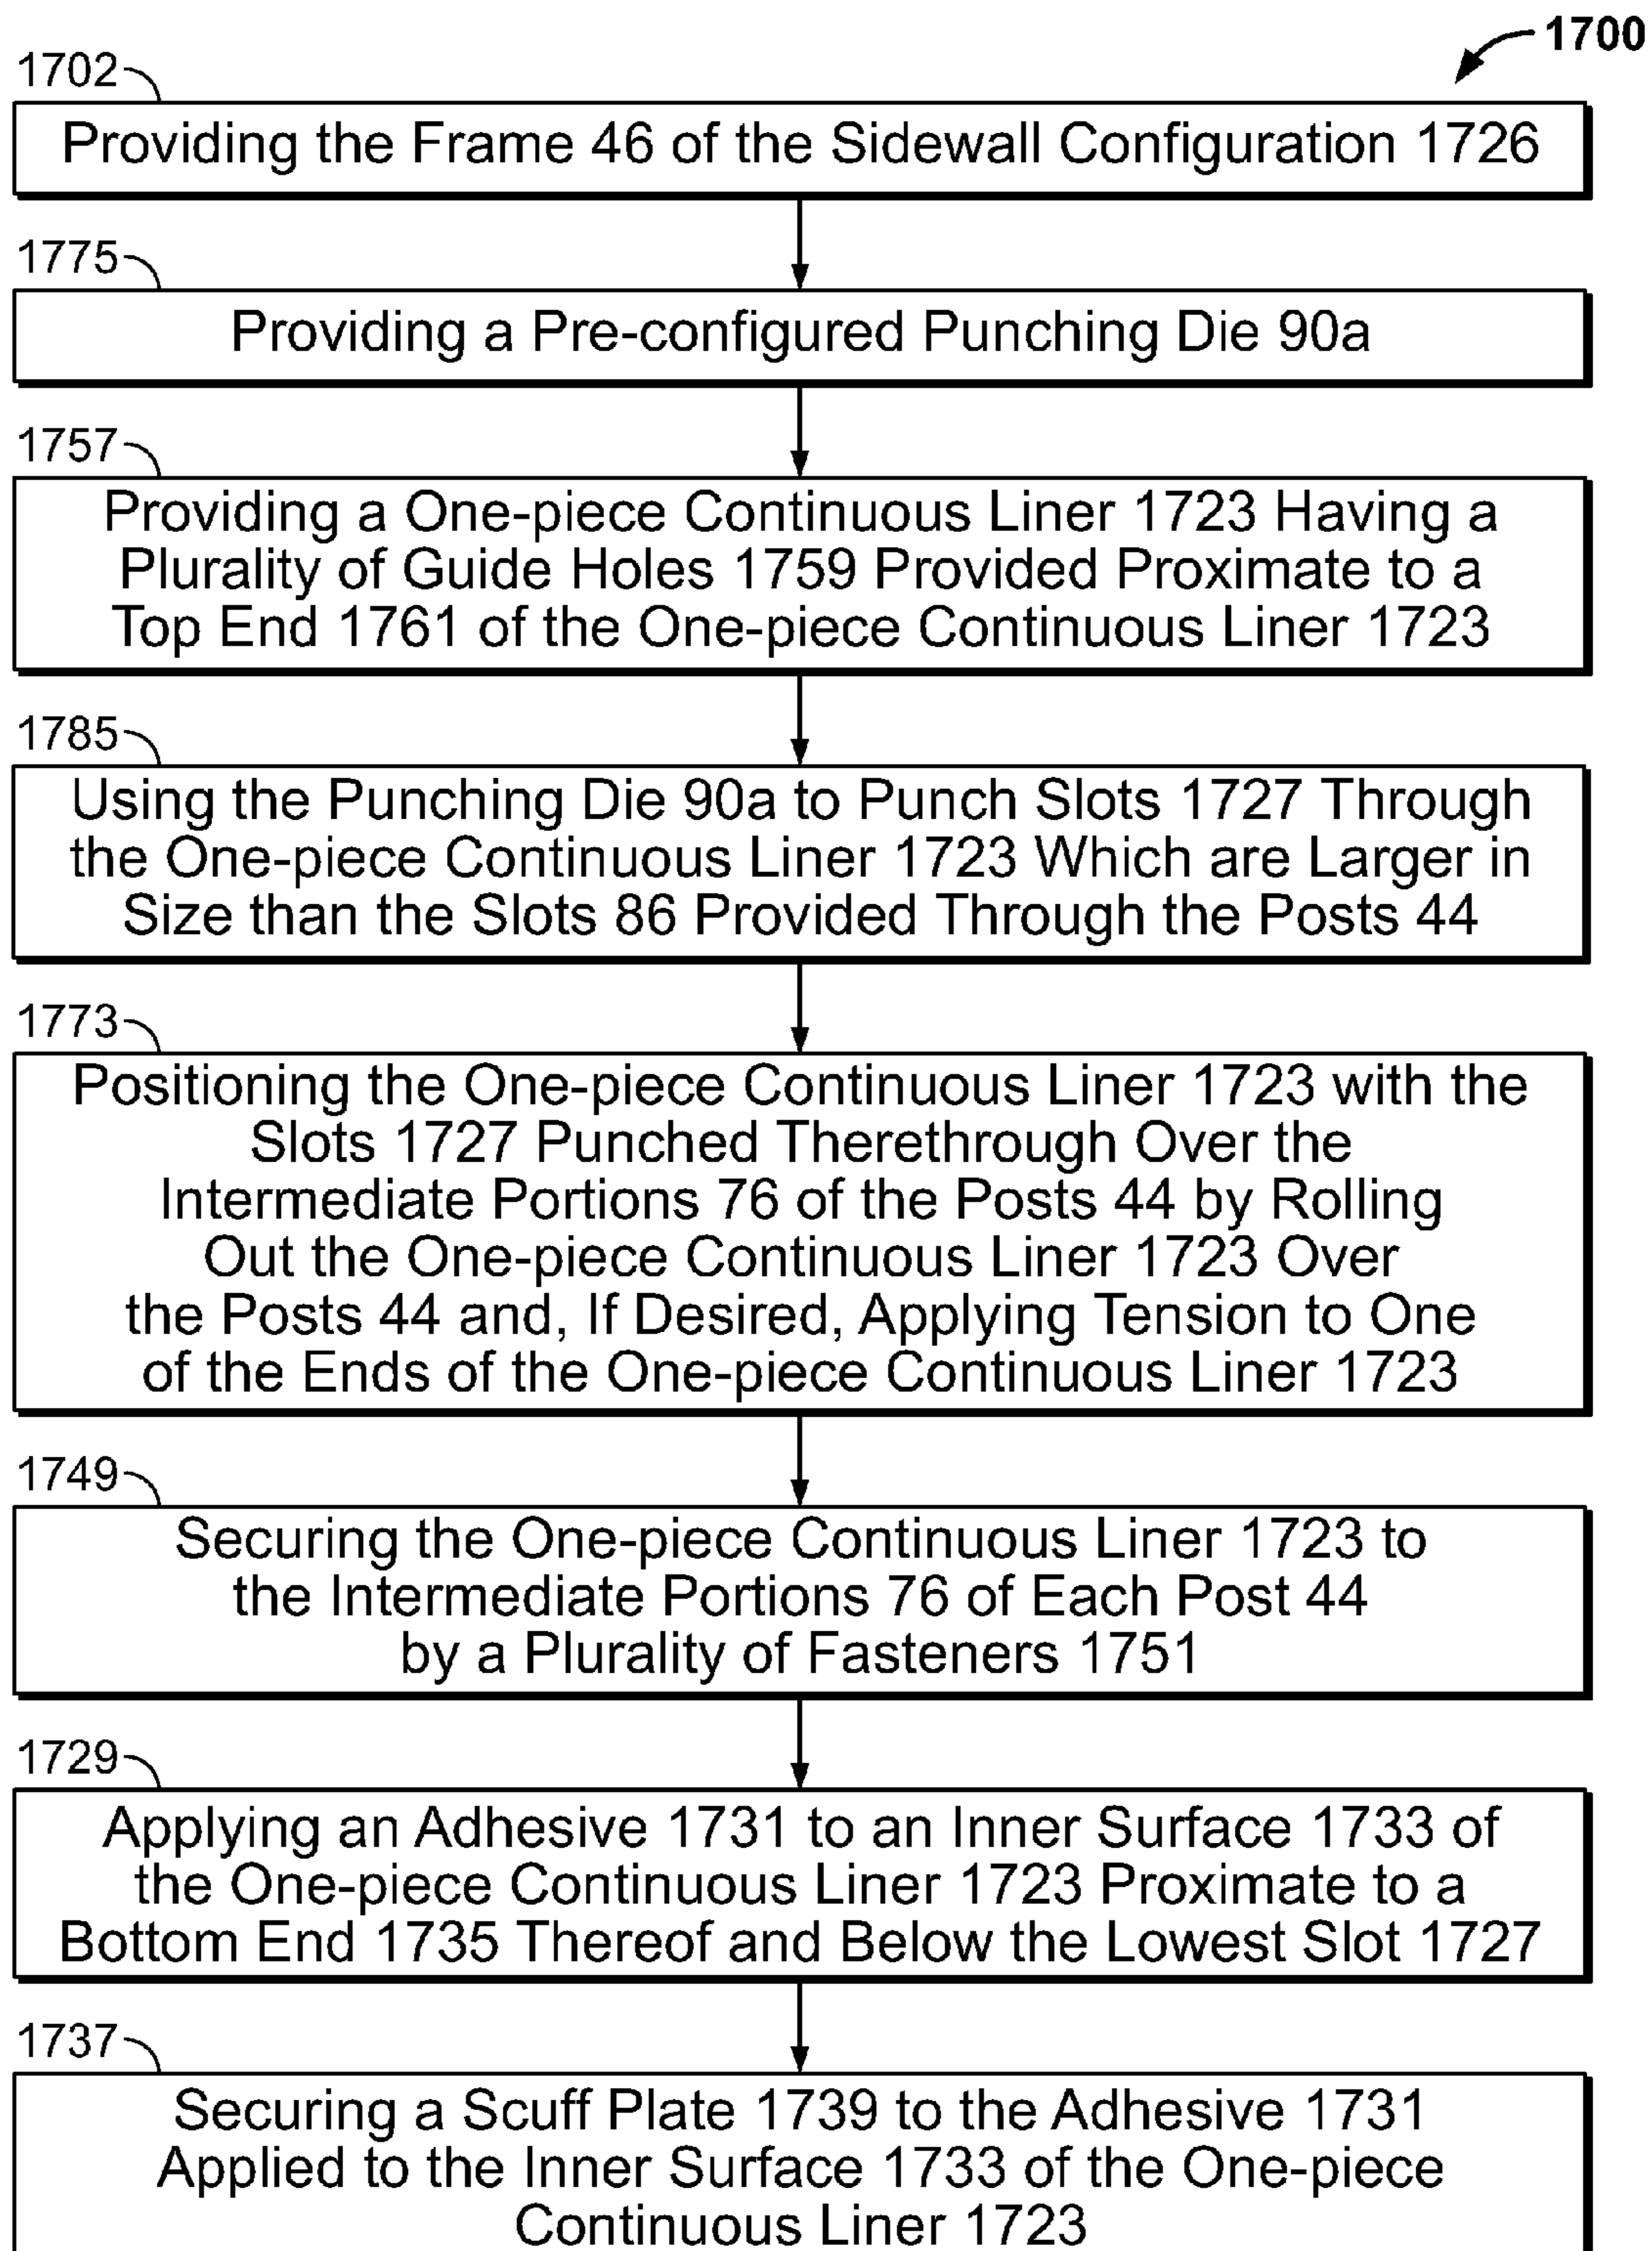 1700
1702
Providing the Frame 46 of the Sidewall Configuration 1726
1775
Providing a Pre-configured Punching Die 90a
1757
Providing a One-piece Continuous Liner 1723 Having a
Plurality of Guide Holes 1759 Provided Proximate to a
Top End 1761 of the One-piece Continuous Liner 1723
1785
Using the Punching Die 90a to Punch Slots 1727 Through
the One-piece Continuous Liner 1723 Which are Larger in
Size than the Slots 86 Provided Through the Posts 44
1773
Positioning the One-piece Continuous Liner 1723 with the
Slots 1727 Punched Therethrough Over the
Intermediate Portions 76 of the Posts 44 by Rolling
Out the One-piece Continuous Liner 1723 Over
the Posts 44 and, If Desired, Applying Tension to One
of the Ends of the One-piece Continuous Liner 1723
1749
Securing the One-piece Continuous Liner 1723 to
the Intermediate Portions 76 of Each Post 44
by a Plurality of Fasteners 1751
1729
Applying an Adhesive 1731 to an Inner Surface 1733 of
the One-piece Continuous Liner 1723 Proximate to a
Bottom End 1735 Thereof and Below the Lowest Slot 1727
1737
Securing a Scuff Plate 1739 to the Adhesive 1731
Applied to the Inner Surface 1733 of the One-piece
Continuous Liner 1723